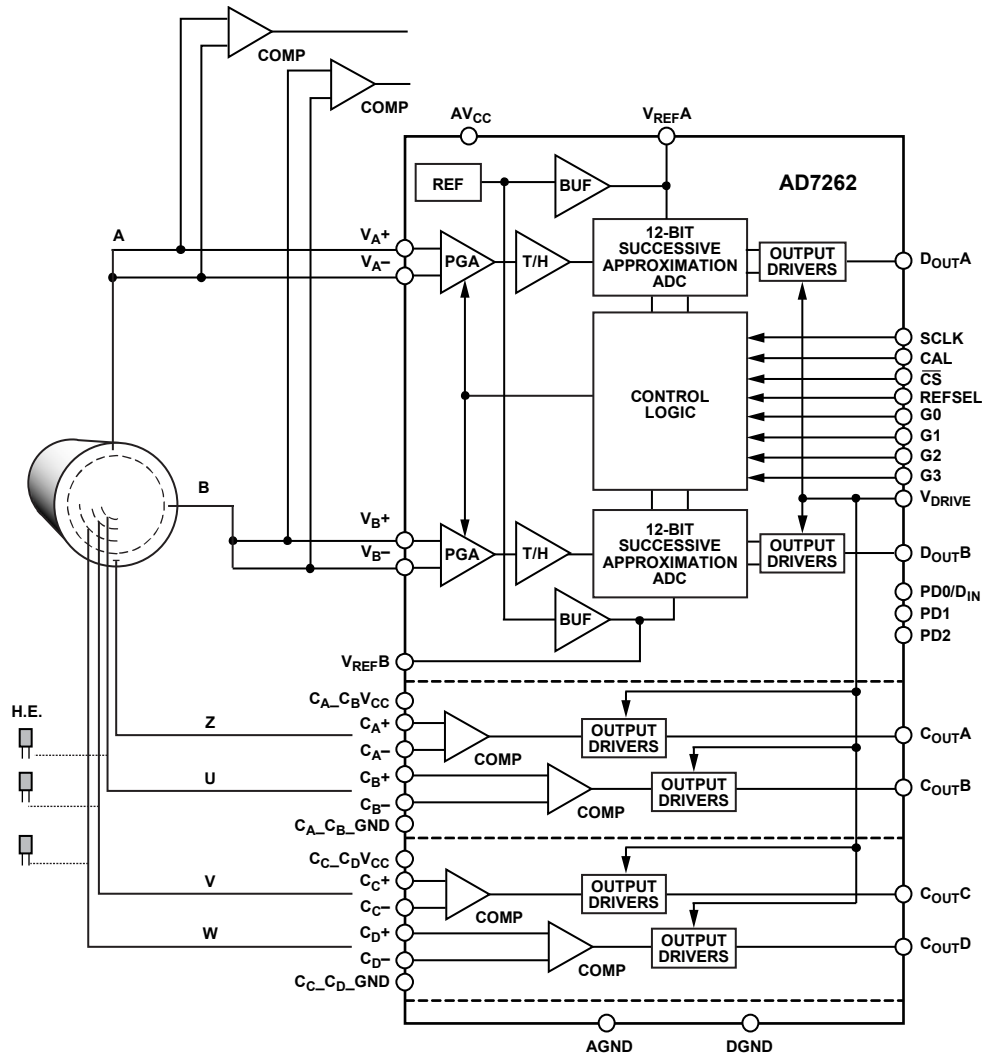 COMP
COMP
AVCC
VREFA
REF
BUF
AD7262
A
VA+
VA−
PGA
T/H
12-BIT
SUCCESSIVE
APPROXIMATION
ADC
OUTPUT
DRIVERS
DOUTA
CONTROL
LOGIC
SCLK
CAL
CS
REFSEL
G0
G1
G2
G3
VDRIVE
B
VB+
VB−
PGA
T/H
12-BIT
SUCCESSIVE
APPROXIMATION
ADC
OUTPUT
DRIVERS
DOUTB
PD0/DIN
PD1
PD2
BUF
VREFB
H.E.
Z
U
V
W
CA_CBVCC
CA+
CA−
COMP
OUTPUT
DRIVERS
COUTA
CB+
CB−
COMP
OUTPUT
DRIVERS
COUTB
CA_CB_GND
CC_CDVCC
CC+
CC−
COMP
OUTPUT
DRIVERS
COUTC
CD+
CD−
COMP
OUTPUT
DRIVERS
COUTD
CC_CD_GND
AGND
DGND